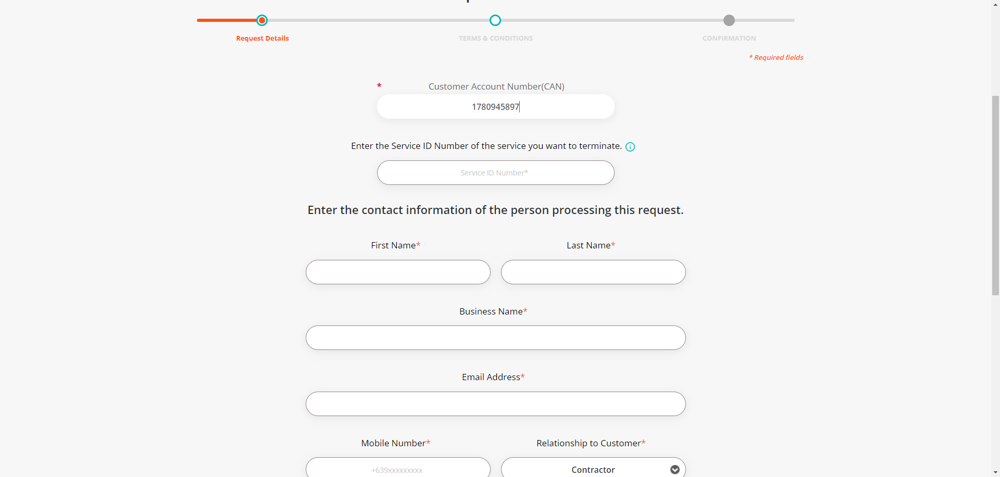 Request Details
TERMS & CONDITIONS
CONFIRMATION
* Required fields
* Customer Account Number(CAN)
1780945897
Enter the Service ID Number of the service you want to terminate.
Service ID Number*
Enter the contact information of the person processing this request.
First Name*
Last Name*
Business Name*
Email Address*
Mobile Number*
Relationship to Customer*
+639xxxxxxxxx
Contractor